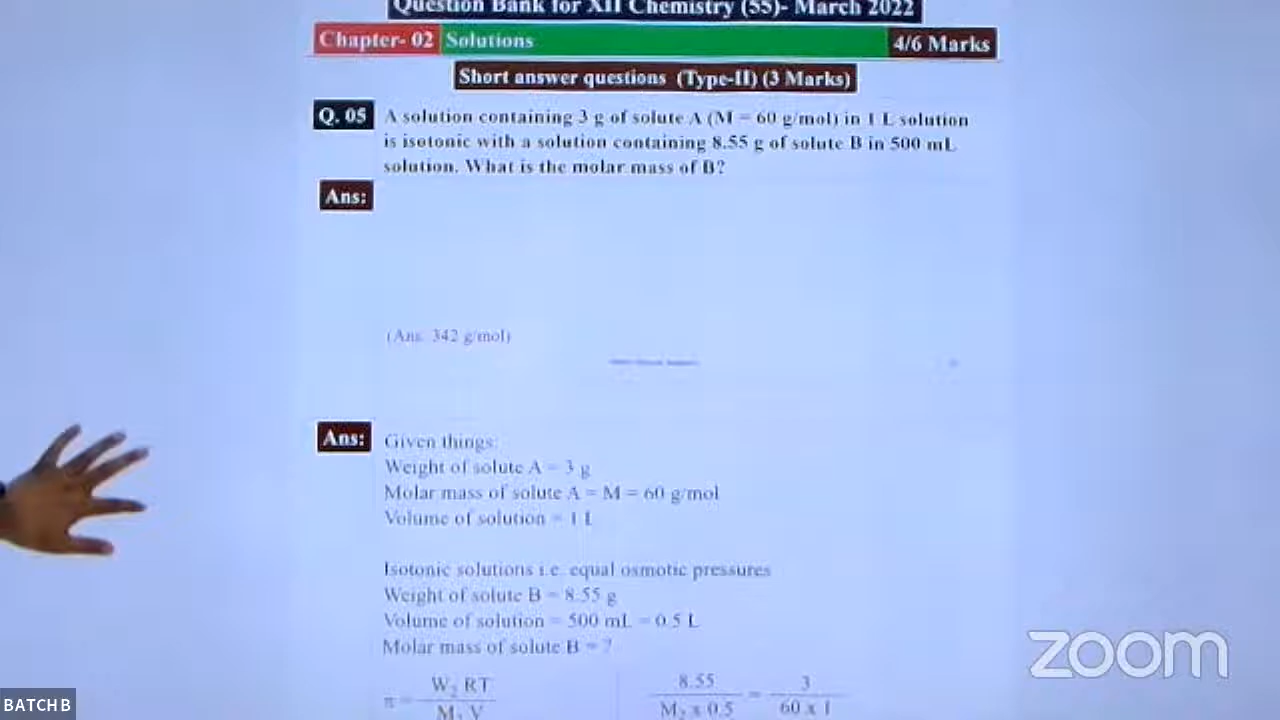 Question Bank for XII Chemistry (55)- March 2022
Chapter- 02 Solutions 4/6 Marks
Short answer questions (Type-II) (3 Marks)
Q. 05 A solution containing 3 g of solute A (M = 60 g/mol) in 1 L solution
is isotonic with a solution containing 8.55 g of solute B in 500 mL
solution. What is the molar mass of B?
Ans:
(Ans. 342 g/mol)
Ans: Given things:
Weight of solute A = 3 g
Molar mass of solute A = M = 60 g/mol
Volume of solution = 1 L
Isotonic solutions i.e. equal osmotic pressures
Weight of solute B = 8.55 g
Volume of solution = 500 mL = 0.5 L
Molar mass of solute B = ?
π = W₂ RT / M₂ V
8.55 / M₂ x 0.5 = 3 / 60 x 1
zoom
BATCH B